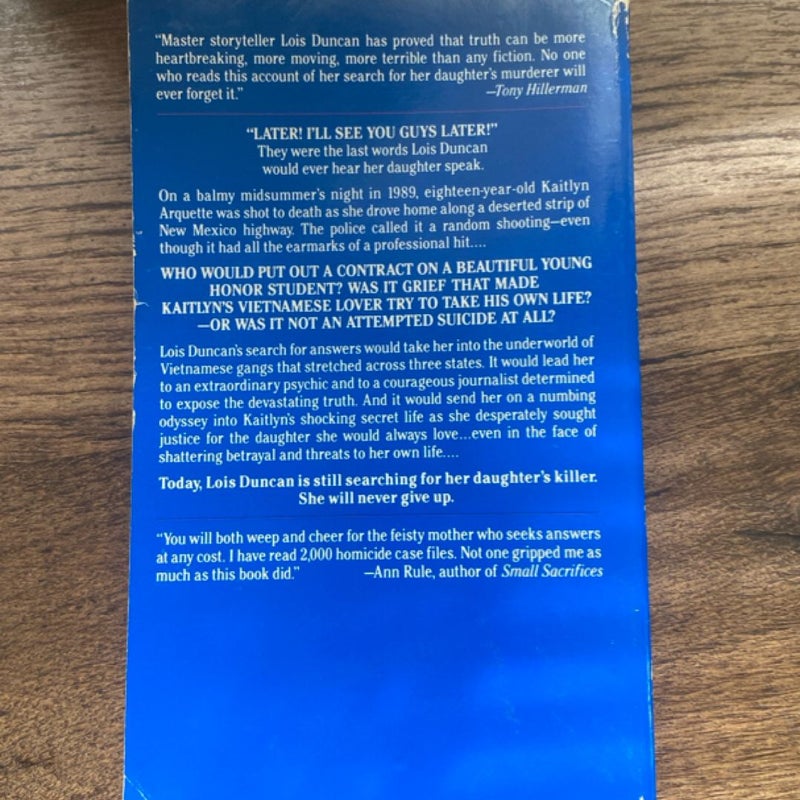 “Master storyteller Lois Duncan has proved that truth can be more
heartbreaking, more moving, more terrible than any fiction. No one
who reads this account of her search for her daughter's murderer will
ever forget it.” —Tony Hillerman
“LATER! I'LL SEE YOU GUYS LATER!”
They were the last words Lois Duncan
would ever hear her daughter speak.
On a balmy midsummer's night in 1989, eighteen-year-old Kaitlyn
Arquette was shot to death as she drove home along a deserted strip of
New Mexico highway. The police called it a random shooting—even
though it had all the earmarks of a professional hit....
WHO WOULD PUT OUT A CONTRACT ON A BEAUTIFUL YOUNG
HONOR STUDENT? WAS IT GRIEF THAT MADE
KAITLYN'S VIETNAMESE LOVER TRY TO TAKE HIS OWN LIFE?
—OR WAS IT NOT AN ATTEMPTED SUICIDE AT ALL?
Lois Duncan's search for answers would take her into the underworld of
Vietnamese gangs that stretched across three states. It would lead her
to an extraordinary psychic and to a courageous journalist determined
to expose the devastating truth. And it would send her on a numbing
odyssey into Kaitlyn's shocking secret life as she desperately sought
justice for the daughter she would always love...even in the face of
shattering betrayal and threats to her own life....
Today, Lois Duncan is still searching for her daughter's killer.
She will never give up.
“You will both weep and cheer for the feisty mother who seeks answers
at any cost. I have read 2,000 homicide case files. Not one gripped me as
much as this book did.” —Ann Rule, author of Small Sacrifices